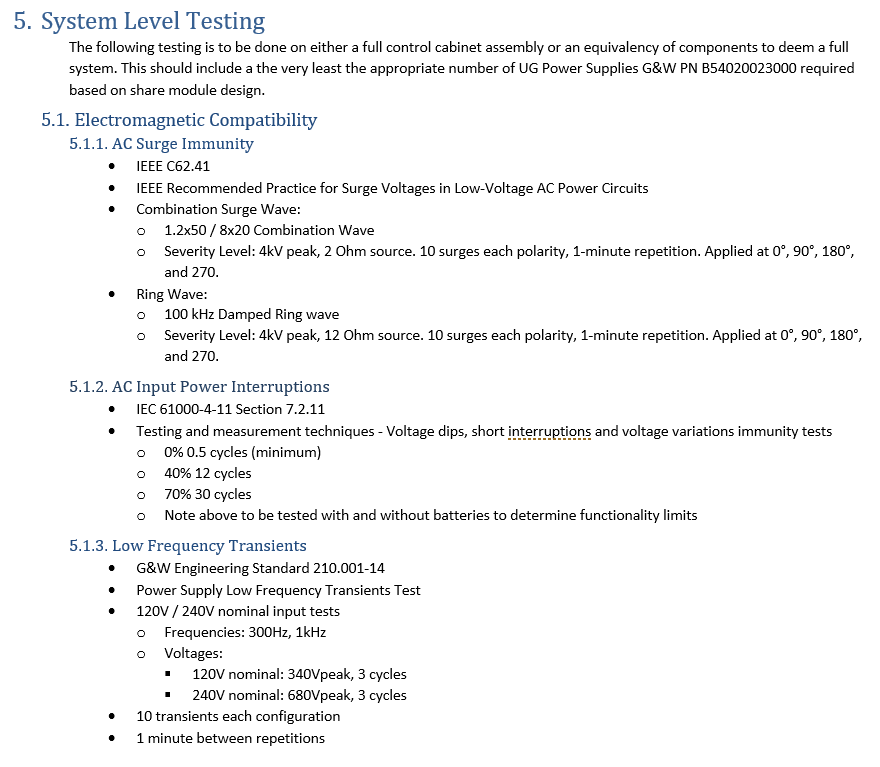 5. System Level Testing
The following testing is to be done on either a full control cabinet assembly or an equivalency of components to deem a full
system. This should include a the very least the appropriate number of UG Power Supplies G&W PN B54020023000 required
based on share module design.
5.1. Electromagnetic Compatibility
5.1.1. AC Surge Immunity
• IEEE C62.41
• IEEE Recommended Practice for Surge Voltages in Low-Voltage AC Power Circuits
• Combination Surge Wave:
o 1.2x50 / 8x20 Combination Wave
o Severity Level: 4kV peak, 2 Ohm source. 10 surges each polarity, 1-minute repetition. Applied at 0°, 90°, 180°,
and 270.
• Ring Wave:
o 100 kHz Damped Ring wave
o Severity Level: 4kV peak, 12 Ohm source. 10 surges each polarity, 1-minute repetition. Applied at 0°, 90°, 180°,
and 270.
5.1.2. AC Input Power Interruptions
• IEC 61000-4-11 Section 7.2.11
• Testing and measurement techniques - Voltage dips, short interruptions and voltage variations immunity tests
o 0% 0.5 cycles (minimum)
o 40% 12 cycles
o 70% 30 cycles
o Note above to be tested with and without batteries to determine functionality limits
5.1.3. Low Frequency Transients
• G&W Engineering Standard 210.001-14
• Power Supply Low Frequency Transients Test
• 120V / 240V nominal input tests
o Frequencies: 300Hz, 1kHz
o Voltages:
▪ 120V nominal: 340Vpeak, 3 cycles
▪ 240V nominal: 680Vpeak, 3 cycles
• 10 transients each configuration
• 1 minute between repetitions